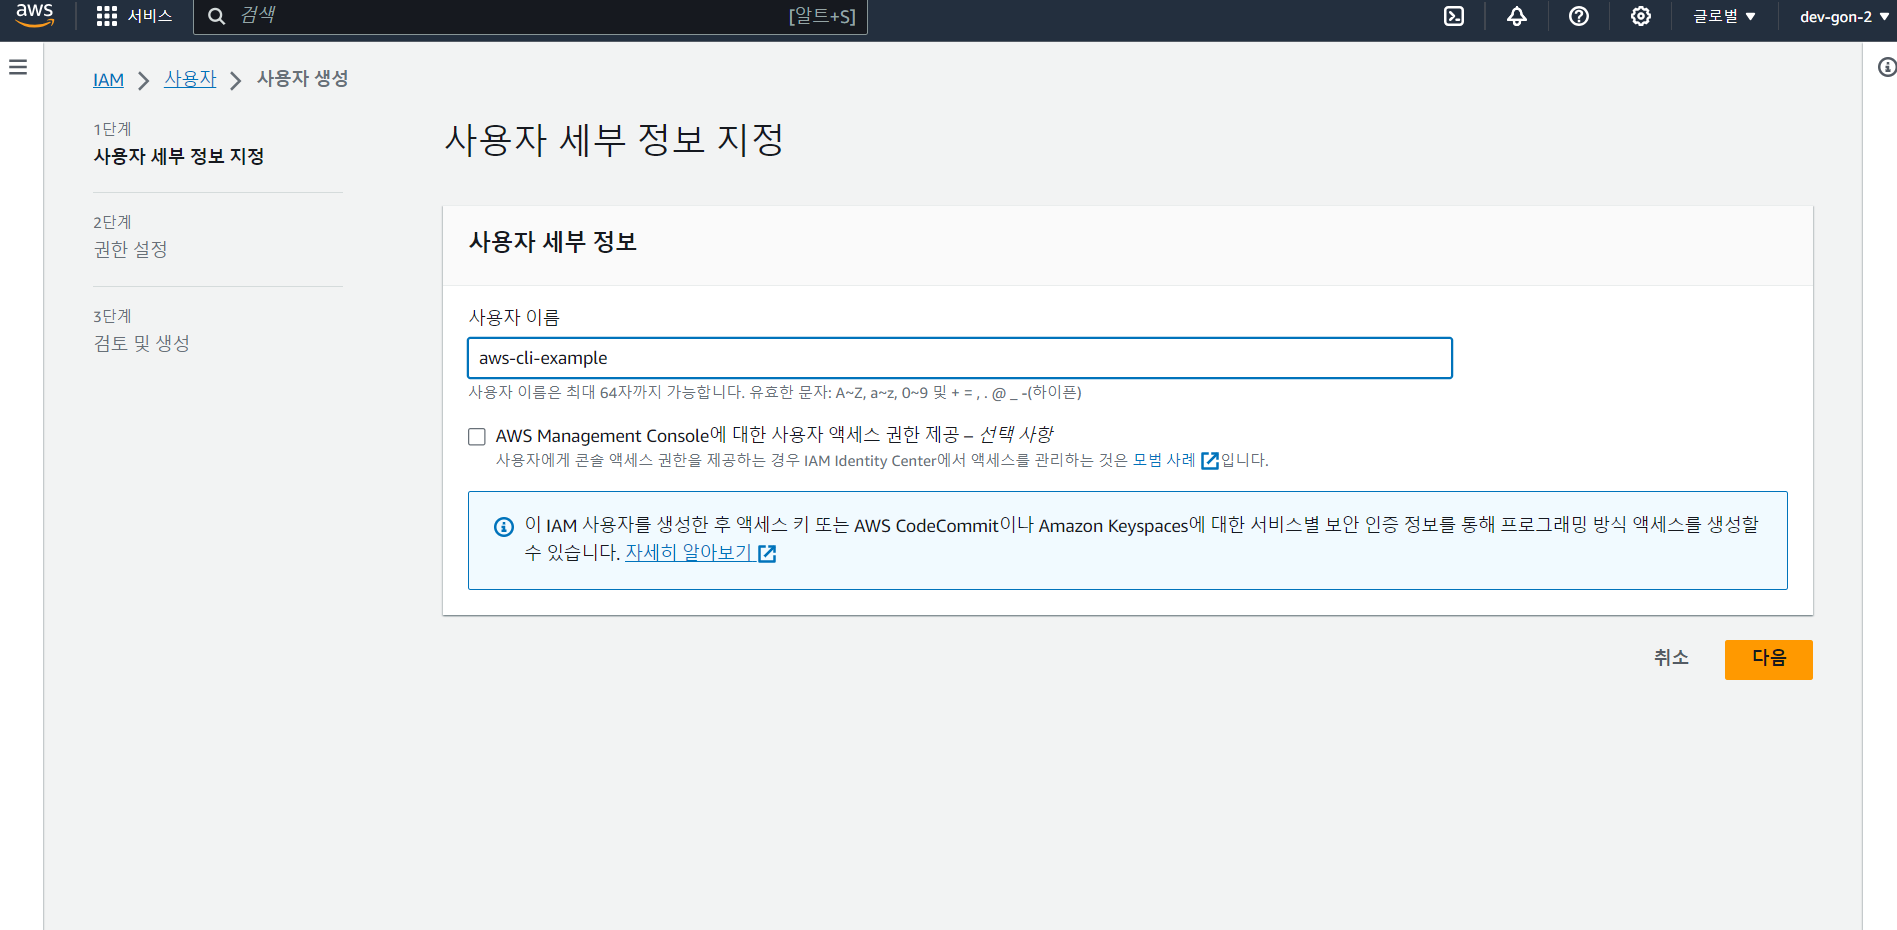 aws
서비스
검색
[알트+S]
글로벌
dev-gon-2
IAM
사용자
사용자 생성
1단계
사용자 세부 정보 지정
2단계
권한 설정
3단계
검토 및 생성
사용자 세부 정보 지정
사용자 세부 정보
사용자 이름
aws-cli-example
사용자 이름은 최대 64자까지 가능합니다. 유효한 문자: A~Z, a~z, 0~9 및 + = , . @ _ -(하이픈)
AWS Management Console에 대한 사용자 액세스 권한 제공 – 선택 사항
사용자에게 콘솔 액세스 권한을 제공하는 경우 IAM Identity Center에서 액세스를 관리하는 것은 모범 사례 입니다.
이 IAM 사용자를 생성한 후 액세스 키 또는 AWS CodeCommit이나 Amazon Keyspaces에 대한 서비스별 보안 인증 정보를 통해 프로그래밍 방식 액세스를 생성할
수 있습니다. 자세히 알아보기
취소
다음